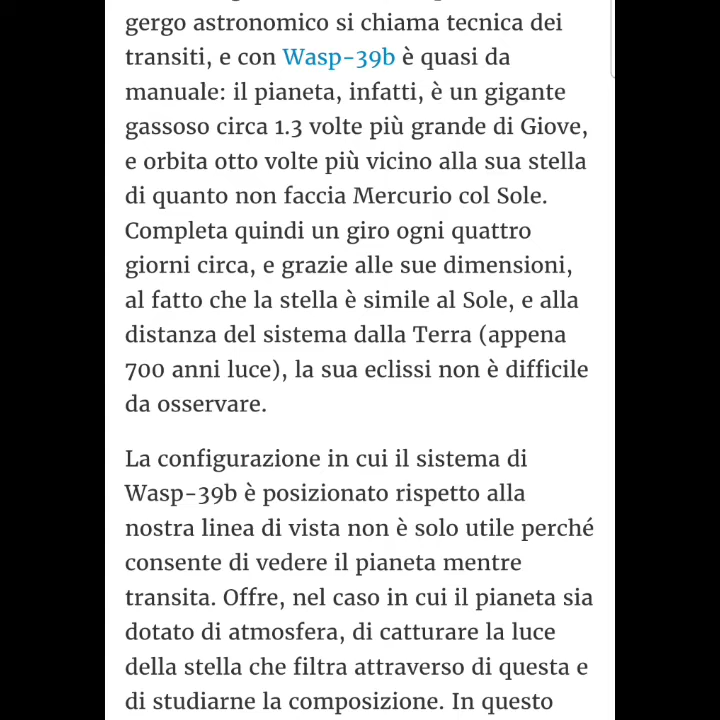 gergo astronomico si chiama tecnica dei
transiti, e con Wasp-39b è quasi da
manuale: il pianeta, infatti, è un gigante
gassoso circa 1.3 volte più grande di Giove,
e orbita otto volte più vicino alla sua stella
di quanto non faccia Mercurio col Sole.
Completa quindi un giro ogni quattro
giorni circa, e grazie alle sue dimensioni,
al fatto che la stella è simile al Sole, e alla
distanza del sistema dalla Terra (appena
700 anni luce), la sua eclissi non è difficile
da osservare.
La configurazione in cui il sistema di
Wasp-39b è posizionato rispetto alla
nostra linea di vista non è solo utile perché
consente di vedere il pianeta mentre
transita. Offre, nel caso in cui il pianeta sia
dotato di atmosfera, di catturare la luce
della stella che filtra attraverso di questa e
di studiarne la composizione. In questo